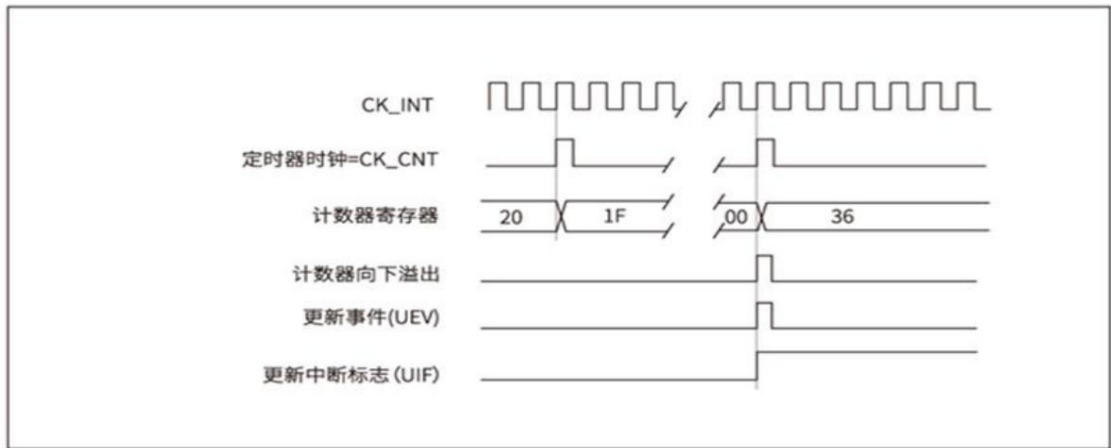 CK_INT
定时器时钟=CK_CNT
计数器寄存器 20 1F 00 36
计数器向下溢出
更新事件(UEV)
更新中断标志(UIF)